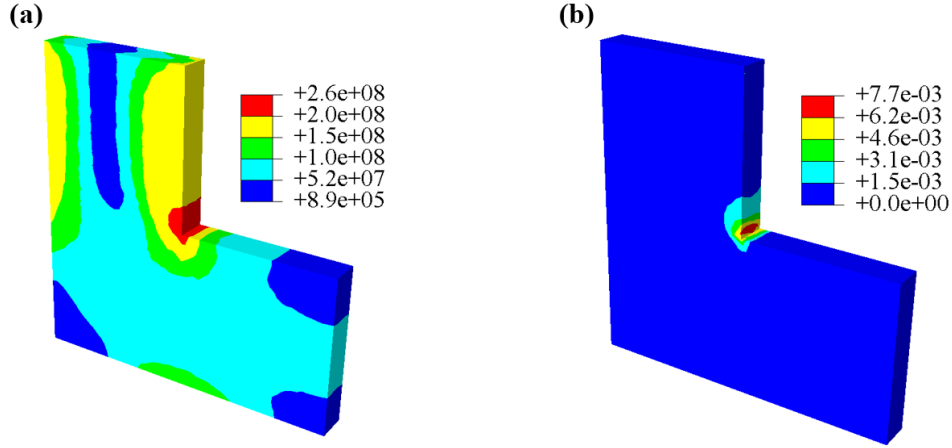 (a)
(b)
+2.6e+08
+2.0e+08
+1.5e+08
+1.0e+08
+5.2e+07
+8.9e+05
+7.7e-03
+6.2e-03
+4.6e-03
+3.1e-03
+1.5e-03
+0.0e+00